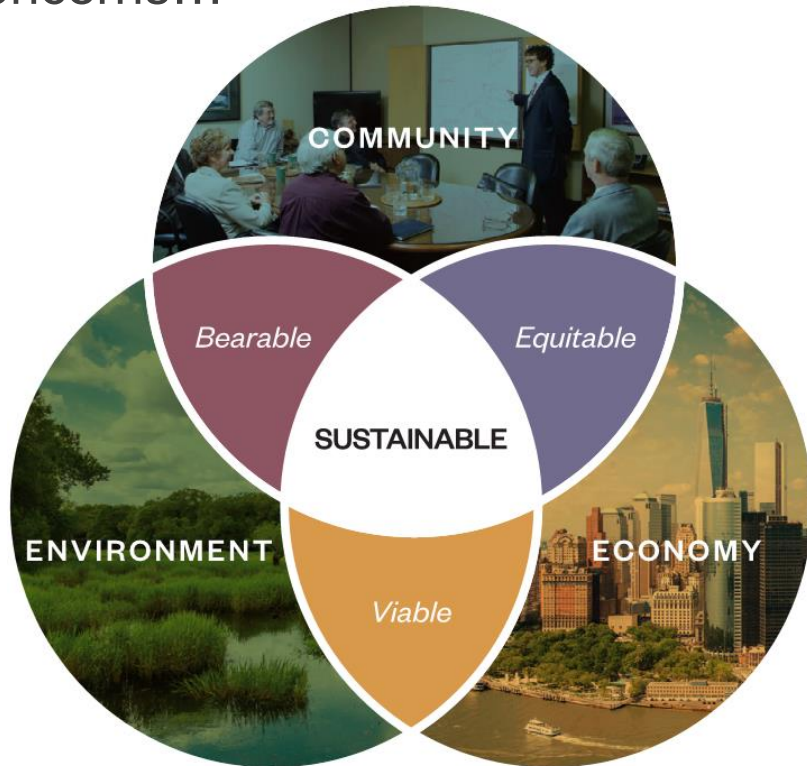 COMMUNITY
Bearable
Equitable
SUSTAINABLE
ENVIRONMENT
ECONOMY
Viable